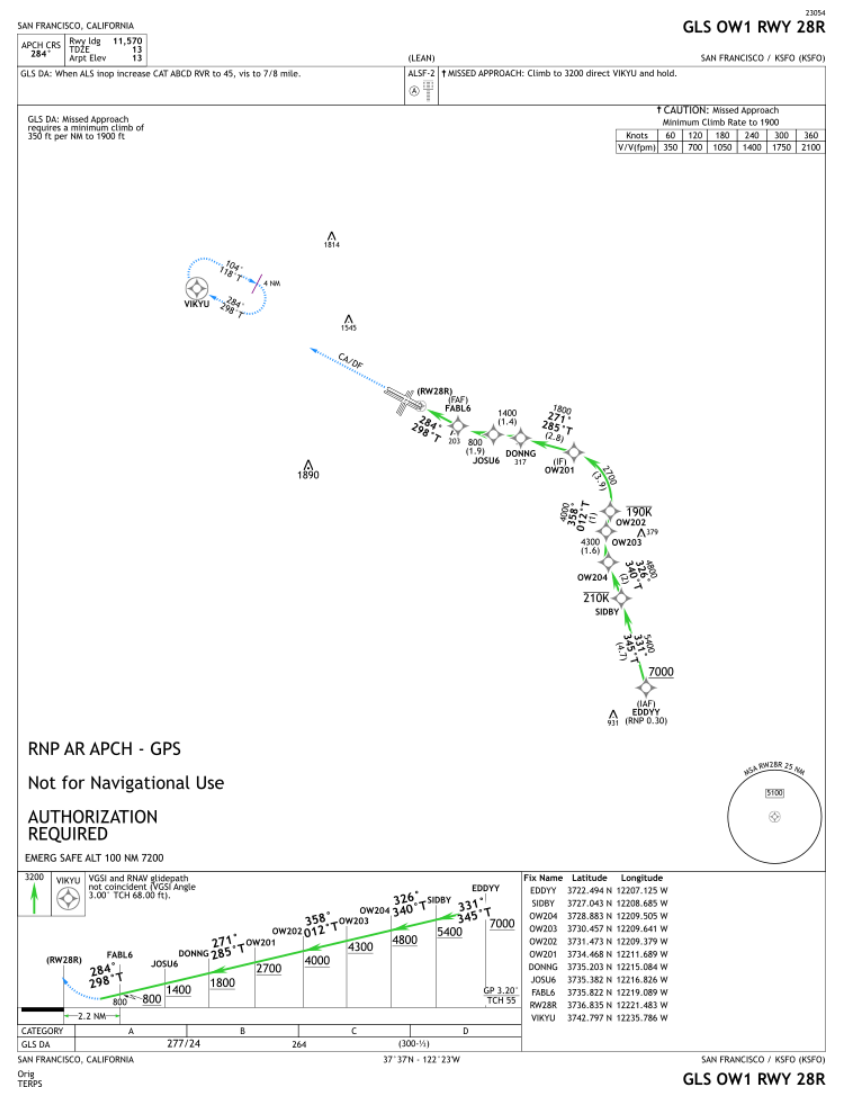 23054
SAN FRANCISCO, CALIFORNIA
GLS OW1 RWY 28R
APCH CRS
284°
Rwy ldg 11,570
TDZE 13
Arpt Elev 13
(LEAN)
SAN FRANCISCO / KSFO (KSFO)
GLS DA: When ALS inop increase CAT ABCD RVR to 45, vis to 7/8 mile.
ALSF-2
A
† MISSED APPROACH: Climb to 3200 direct VIKYU and hold.
GLS DA: Missed Approach
requires a minimum climb of
350 ft per NM to 1900 ft
† CAUTION: Missed Approach
Minimum Climb Rate to 1900
Knots 60 120 180 240 300 360
V/V(fpm) 350 700 1050 1400 1750 2100
1814
104°
118°T
4 NM
284°
298°T
VIKYU
1545
CA/DF
(RW28R)
(FAF)
FABL6
284°
298°T
203
800
(1.9)
JOSU6
1400
(1.4)
DONNG
317
1800
271°
285°T
(2.8)
(IF)
OW201
2700
(3.9)
1890
190K
OW202
4000
358°
012°T
(1)
379
OW203
4300
(1.6)
OW204
4800
326°
340°T
(2)
210K
SIDBY
5400
331°
345°T
(4.7)
7000
(IAF)
EDDYY
(RNP 0.30)
931
RNP AR APCH - GPS
Not for Navigational Use
AUTHORIZATION
REQUIRED
EMERG SAFE ALT 100 NM 7200
MSA RW28R 25 NM
5100
3200
VIKYU
VGSI and RNAV glidepath
not coincident (VGSI Angle
3.00° TCH 68.00 ft).
EDDYY
331°
345°T
7000
SIDBY
326°
340°T
5400
OW204
4800
OW203
358°
012°T
4300
OW202
4000
OW201
271°
285°T
2700
DONNG
1800
JOSU6
1400
FABL6
284°
298°T
800
800
(RW28R)
2.2 NM
GP 3.20°
TCH 55
Fix Name Latitude Longitude
EDDYY 3722.494 N 12207.125 W
SIDBY 3727.043 N 12208.685 W
OW204 3728.883 N 12209.505 W
OW203 3730.457 N 12209.641 W
OW202 3731.473 N 12209.379 W
OW201 3734.468 N 12211.689 W
DONNG 3735.203 N 12215.084 W
JOSU6 3735.382 N 12216.826 W
FABL6 3735.822 N 12219.089 W
RW28R 3736.835 N 12221.483 W
VIKYU 3742.797 N 12235.786 W
CATEGORY A B C D
GLS DA 277/24 264 (300-½)
SAN FRANCISCO, CALIFORNIA
37°37'N - 122°23'W
SAN FRANCISCO / KSFO (KSFO)
Orig
TERPS
GLS OW1 RWY 28R